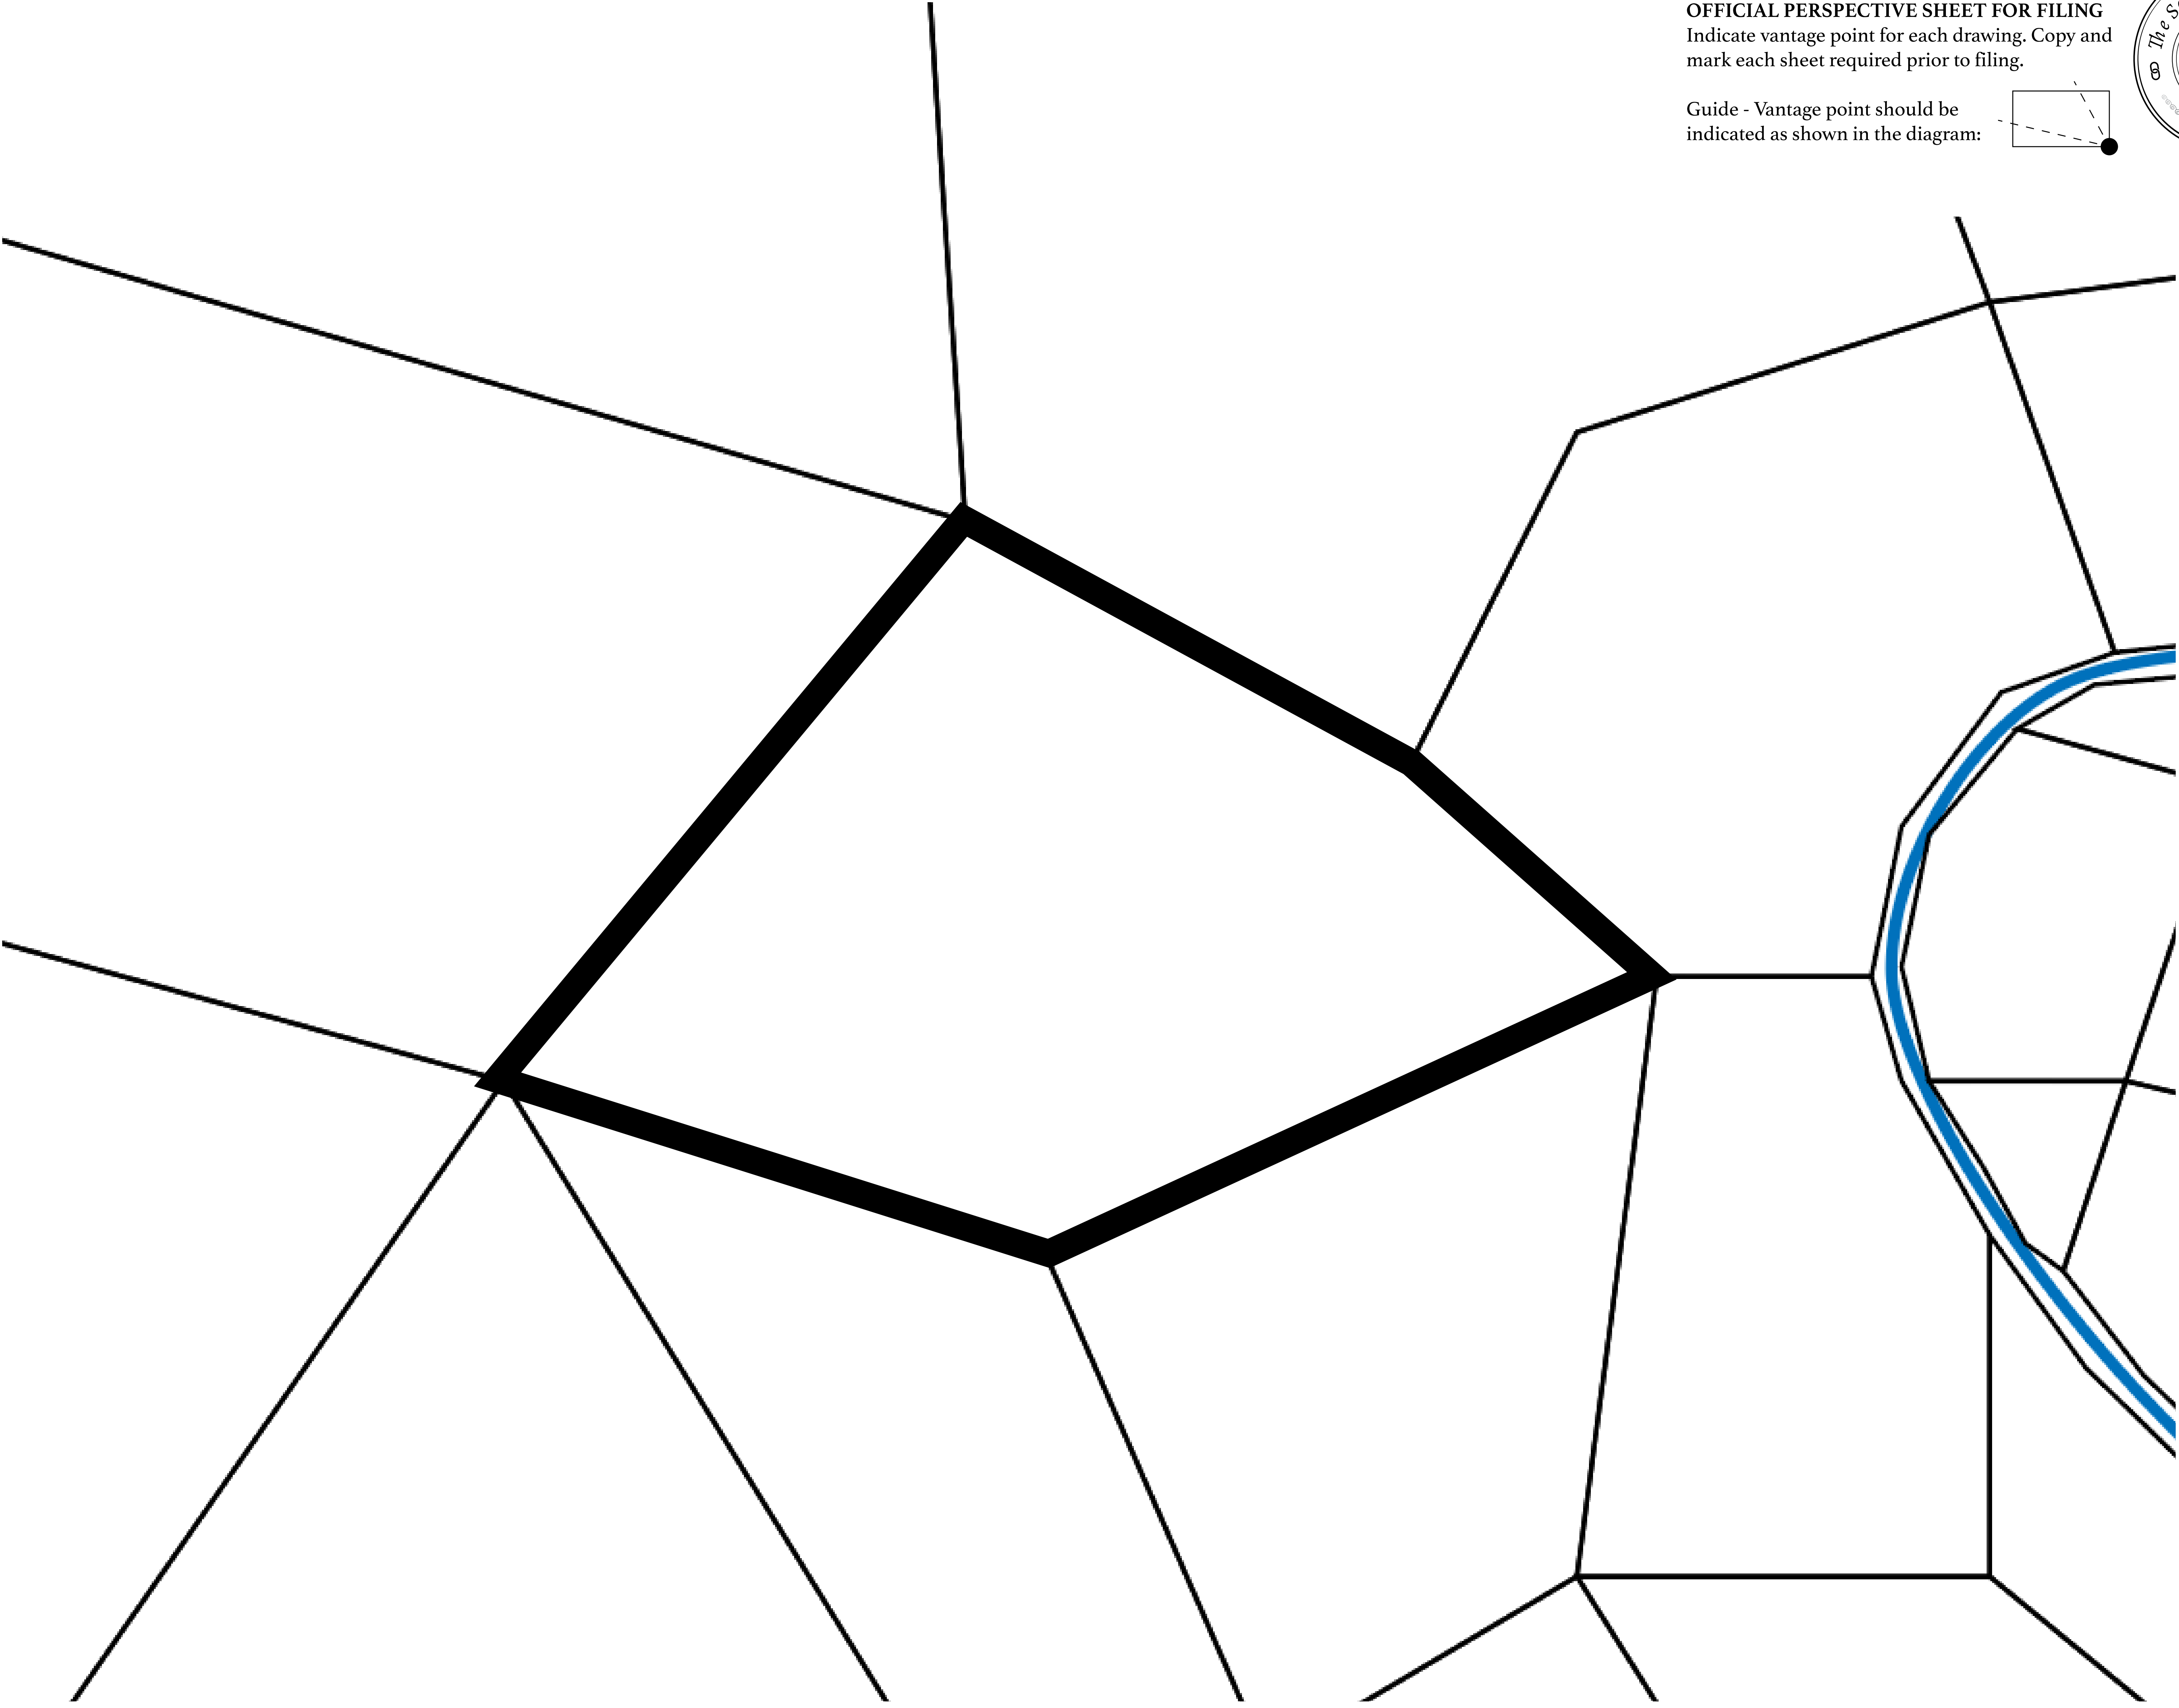 OFFICIAL PERSPECTIVE SHEET FOR FILING
Indicate vantage point for each drawing. Copy and
mark each sheet required prior to filing.
Guide - Vantage point should be
indicated as shown in the diagram:
The